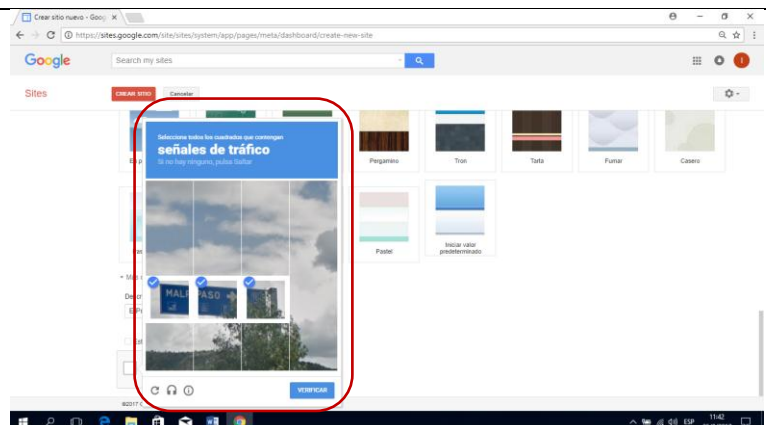 Crear sitio nuevo - Goog
https://sites.google.com/site/sites/system/app/pages/meta/dashboard/create-new-site
Google
Search my sites
Sites
CREAR SITIO
Cancelar
Selecciona todos los cuadrados que contengan
señales de tráfico
Si no hay ninguno, pulsa Saltar
Pergamino
Tron
Tarta
Fumar
Casero
Pastel
Iniciar valor
predeterminado
MALPASO
VERIFICAR
©2017
ESP
11:42